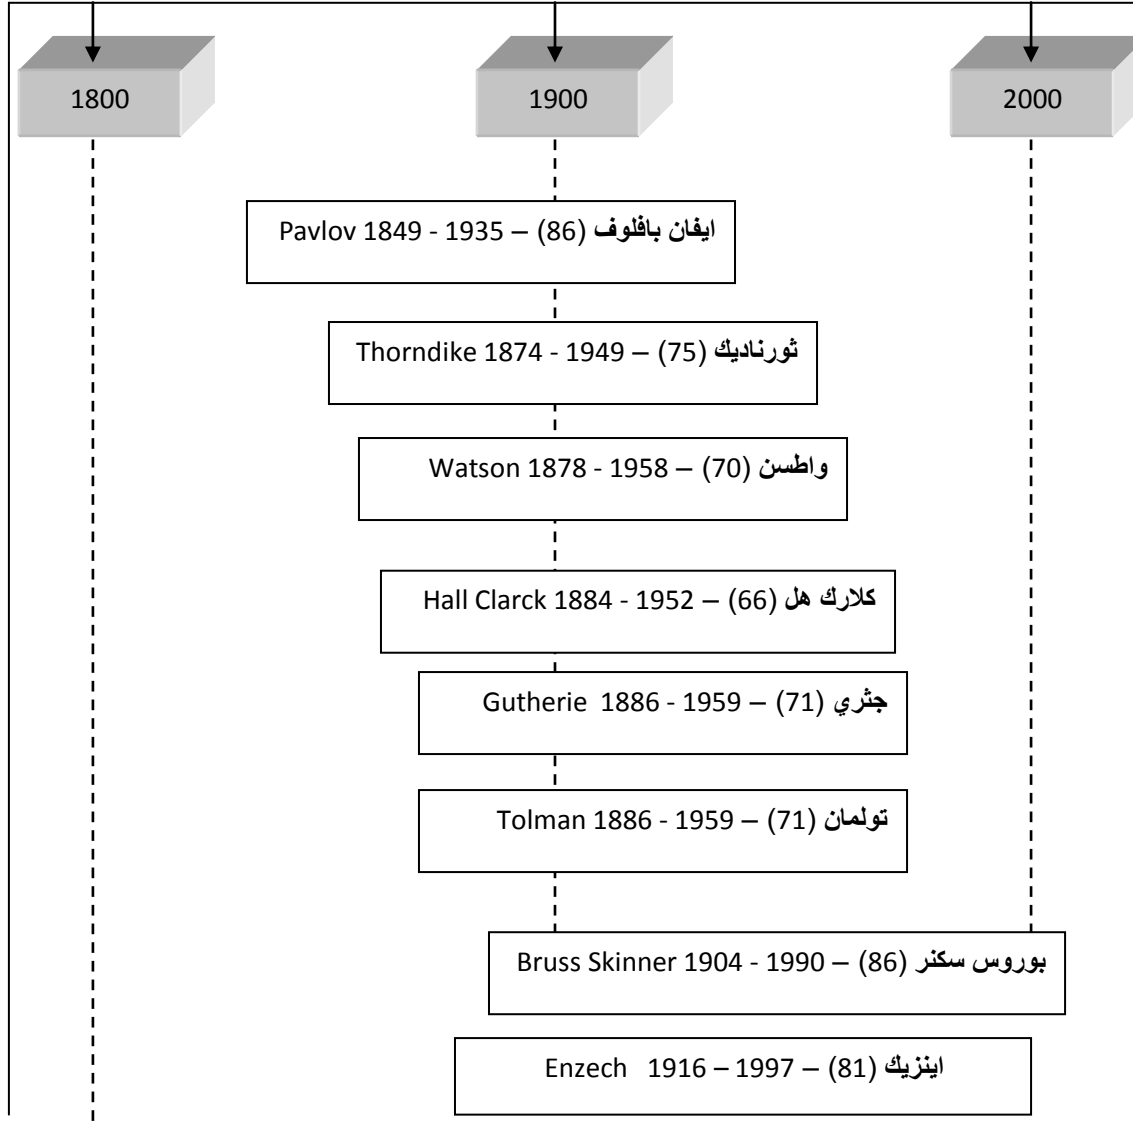 1800
1900
2000
Pavlov 1849 - 1935 – (86) ايفان بافلوف
Thorndike 1874 - 1949 – (75) ثورناديك
Watson 1878 - 1958 – (70) واطسن
Hall Clarck 1884 - 1952 – (66) كلارك هل
Gutherie 1886 - 1959 – (71) جثري
Tolman 1886 - 1959 – (71) تولمان
Bruss Skinner 1904 - 1990 – (86) بوروس سكنر
Enzech 1916 – 1997 – (81) اينزيك